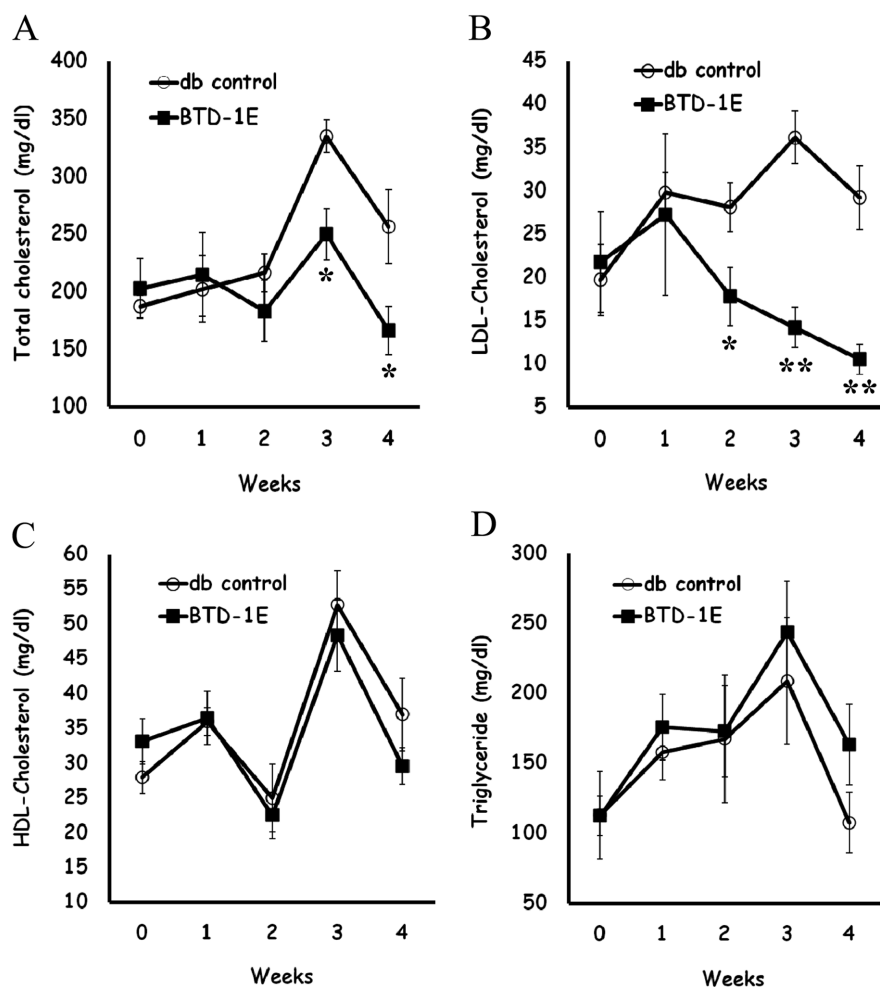 A
Total cholesterol (mg/dl)
400
350
300
250
200
150
100
db control
BTD-1E
*
*
0 1 2 3 4
Weeks
B
LDL-Cholesterol (mg/dl)
45
40
35
30
25
20
15
10
5
db control
BTD-1E
*
**
**
0 1 2 3 4
Weeks
C
HDL-Cholesterol (mg/dl)
60
55
50
45
40
35
30
25
20
15
10
db control
BTD-1E
0 1 2 3 4
Weeks
D
Triglyceride (mg/dl)
300
250
200
150
100
50
db control
BTD-1E
0 1 2 3 4
Weeks